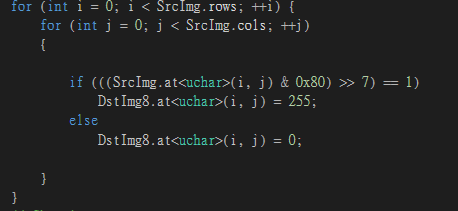 for (int i = 0; i < SrcImg.rows; ++i) {
for (int j = 0; j < SrcImg.cols; ++j)
{
if (((SrcImg.at<uchar>(i, j) & 0x80) >> 7) == 1)
DstImg8.at<uchar>(i, j) = 255;
else
DstImg8.at<uchar>(i, j) = 0;
}
}